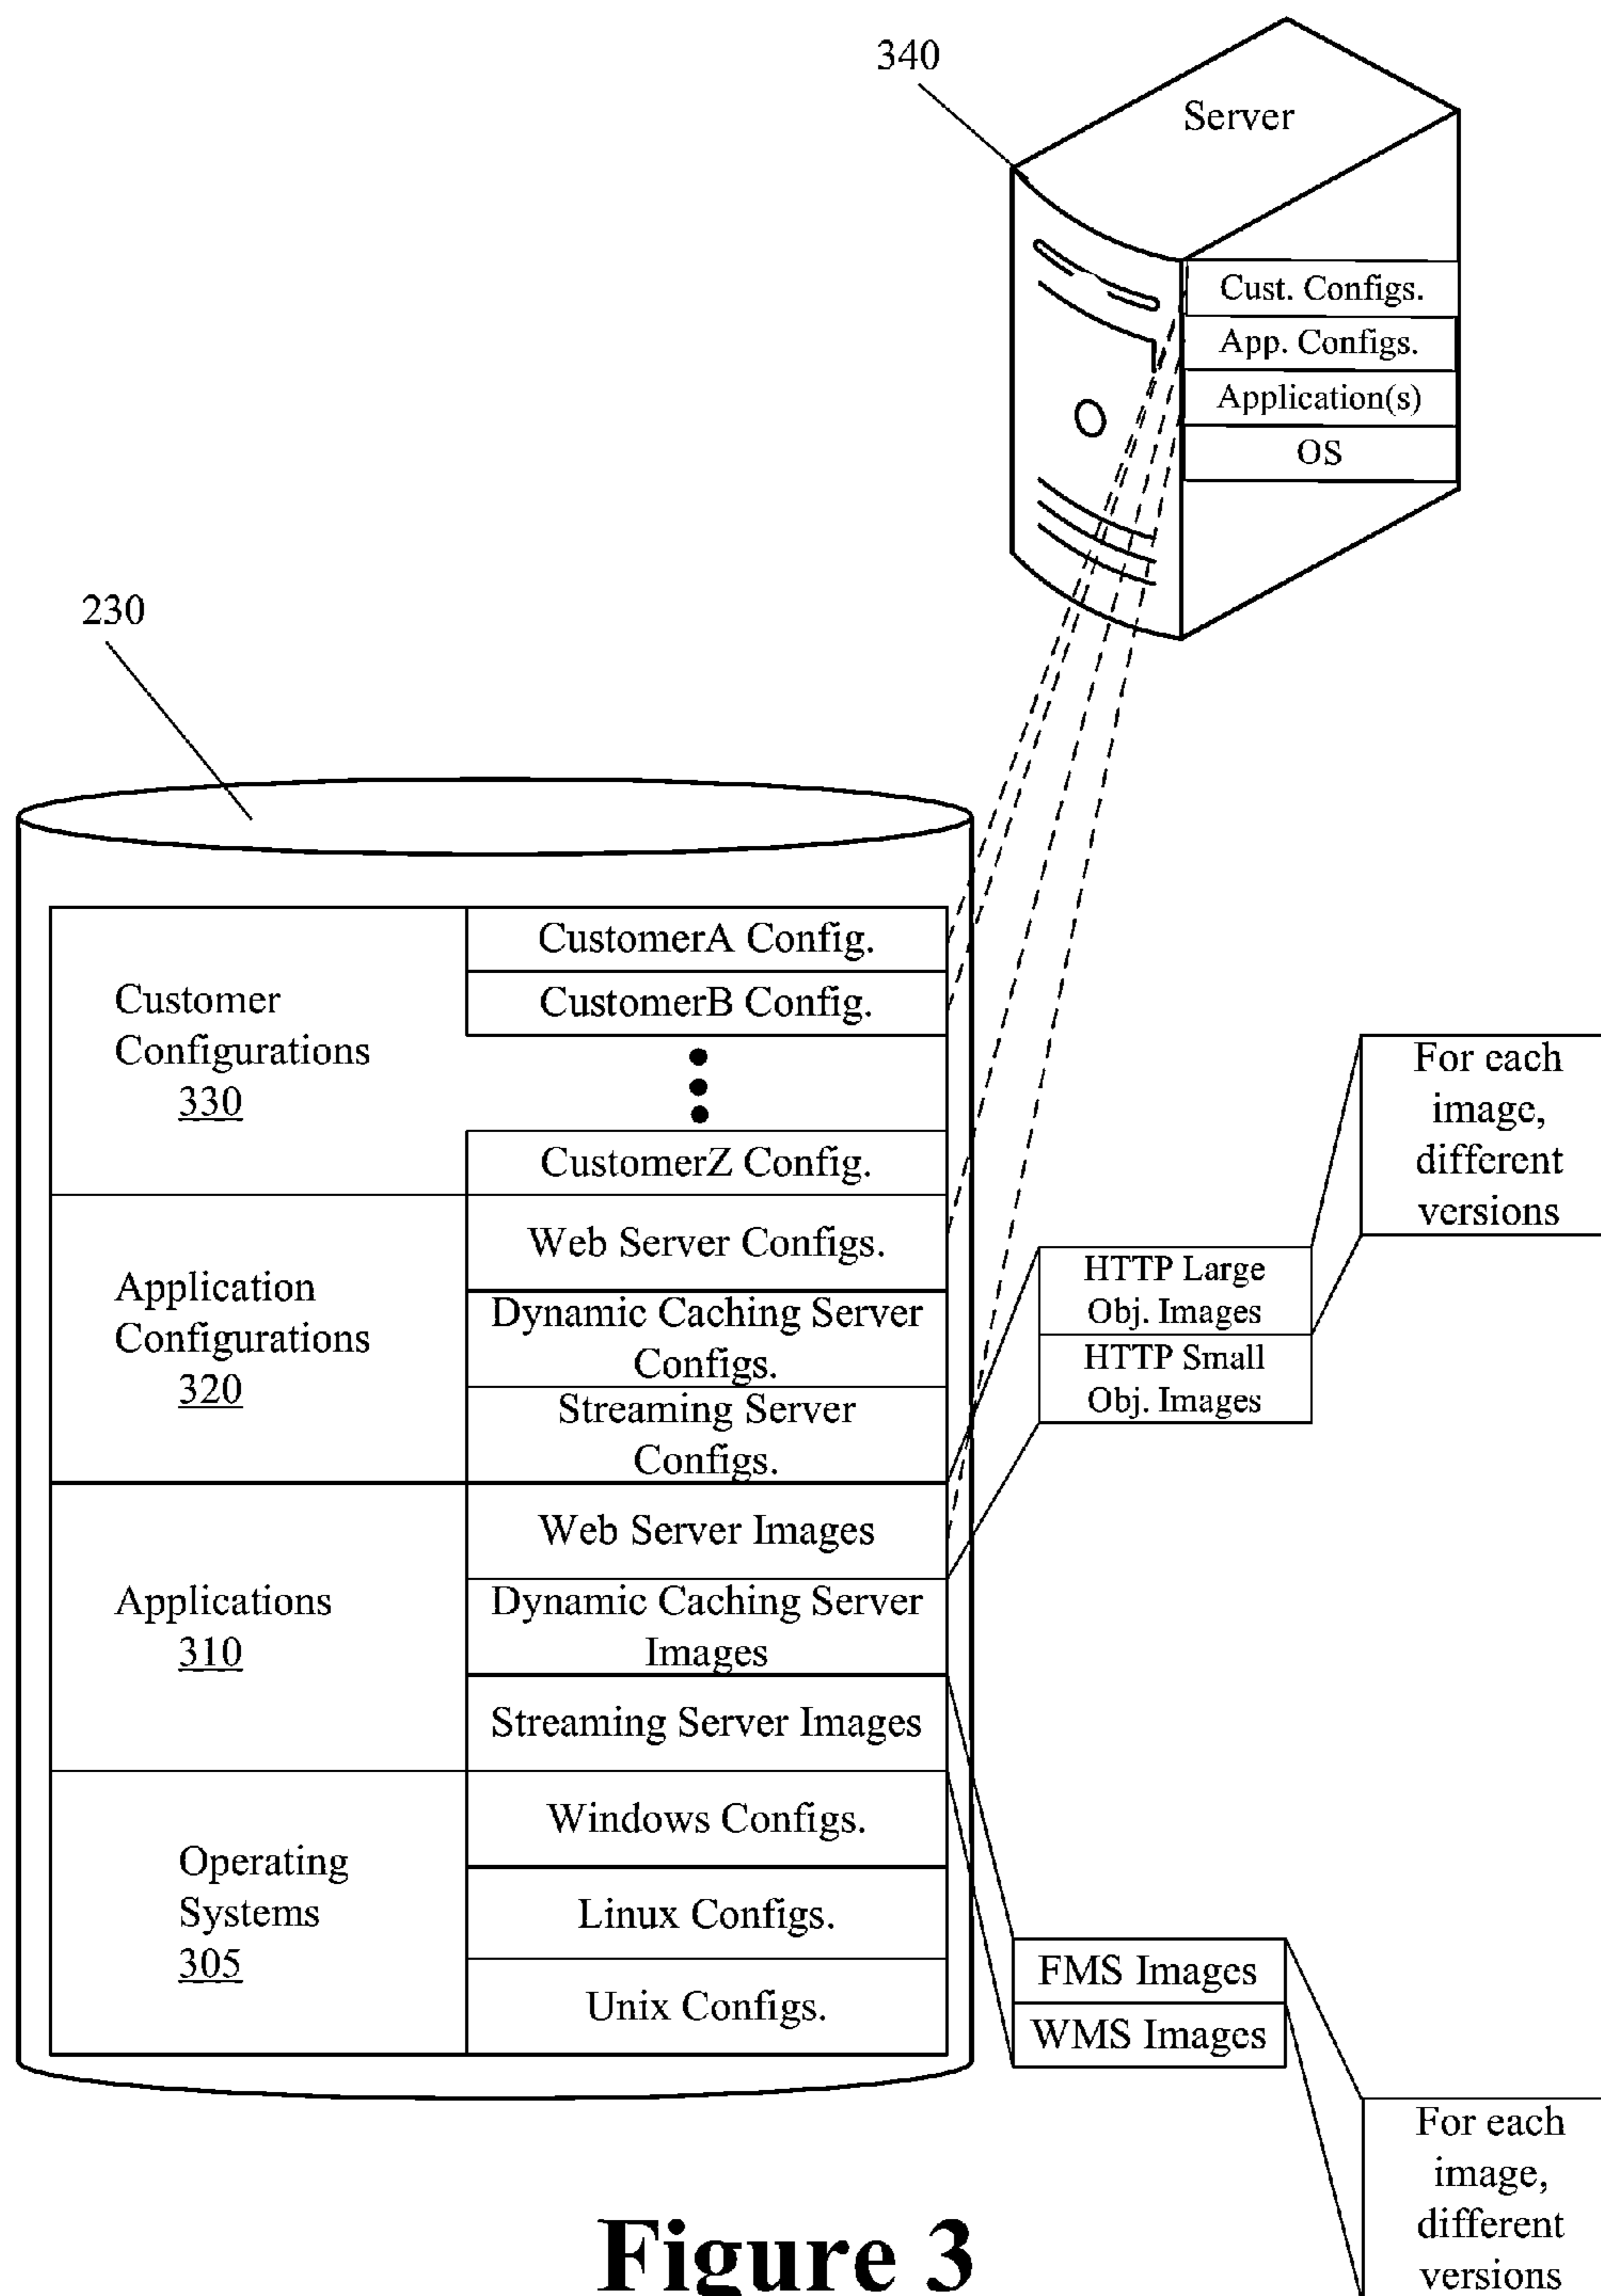 340
Server
Cust. Configs.
App. Configs.
Application(s)
OS
230
Customer
Configurations
330
CustomerA Config.
CustomerB Config.
CustomerZ Config.
Application
Configurations
320
Web Server Configs.
Dynamic Caching Server
Configs.
Streaming Server
Configs.
Applications
310
Web Server Images
Dynamic Caching Server
Images
Streaming Server Images
Operating
Systems
305
Windows Configs.
Linux Configs.
Unix Configs.
HTTP Large
Obj. Images
HTTP Small
Obj. Images
For each
image,
different
versions
FMS Images
WMS Images
For each
image,
different
versions
Figure 3